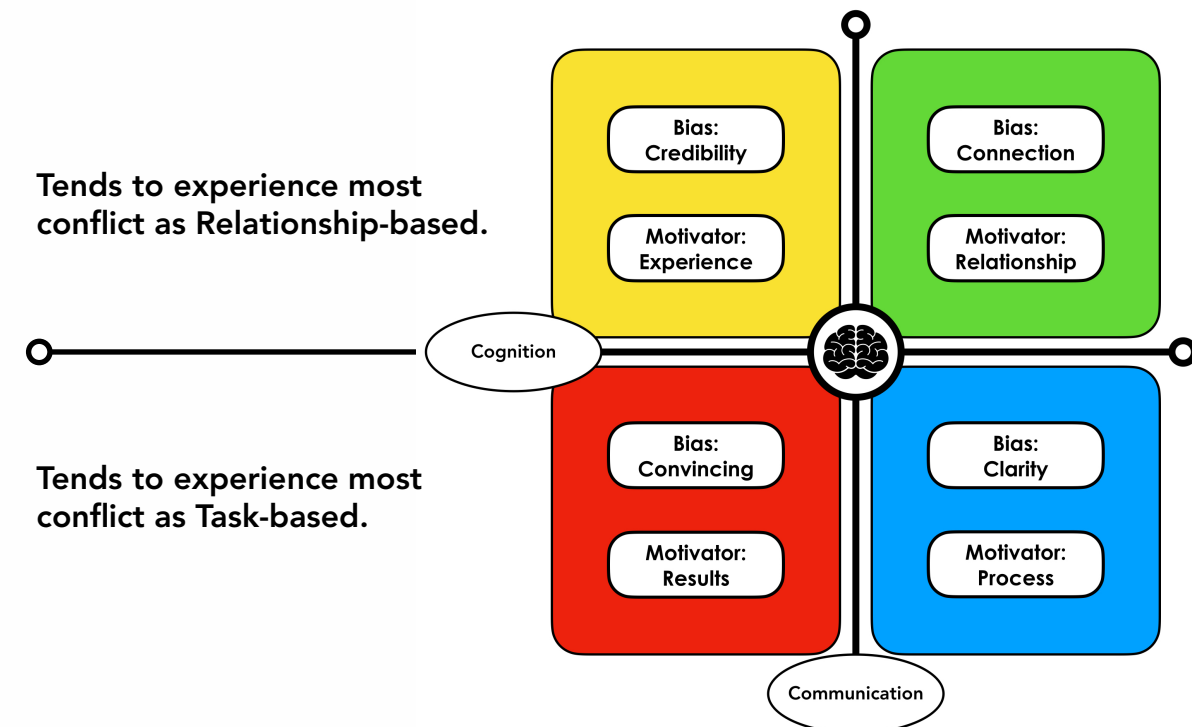 Bias:
Credibility
Bias:
Connection
Tends to experience most
conflict as Relationship-based.
Motivator:
Experience
Motivator:
Relationship
Cognition
Bias:
Convincing
Bias:
Clarity
Tends to experience most
conflict as Task-based.
Motivator:
Results
Motivator:
Process
Communication